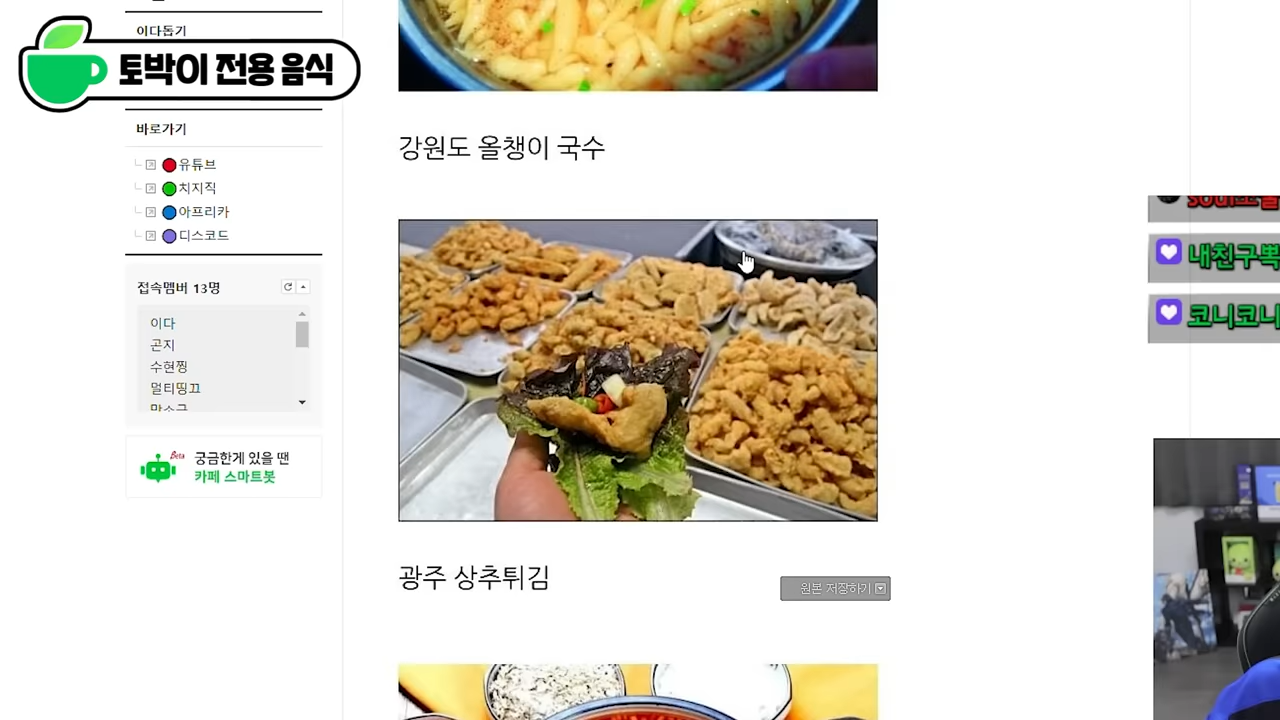 이다돕기
토박이 전용 음식
바로가기
유튜브
치지직
아프리카
디스코드
접속멤버 13명
이다
곤지
수현찡
멀티띵끄
Beta
궁금한게 있을 땐
카페 스마트봇
강원도 올챙이 국수
광주 상추튀김
원본 저장하기
내친구뽁
코니코니